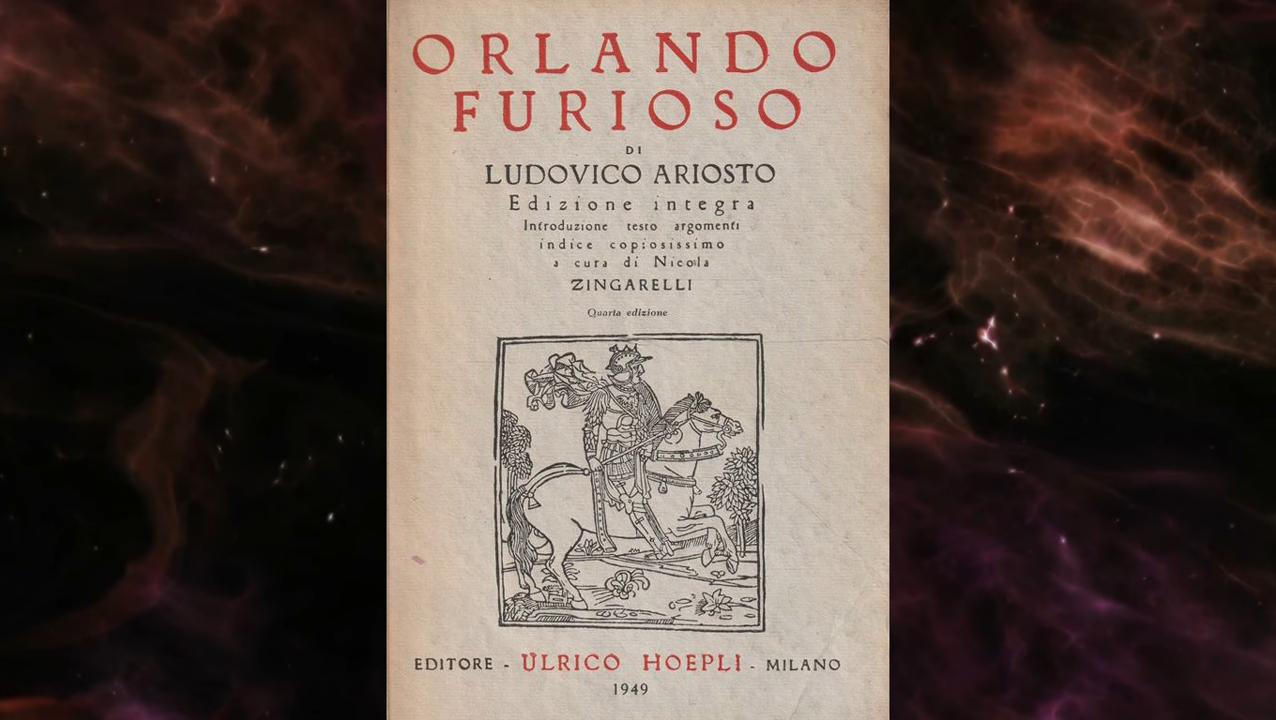 ORLANDO
FURIOSO
DI
LUDOVICO ARIOSTO
Edizione integra
Introduzione testo argomenti
indice copiosissimo
a cura di Nicola
ZINGARELLI
Quarta edizione
EDITORE - ULRICO HOEPLI - MILANO
1949